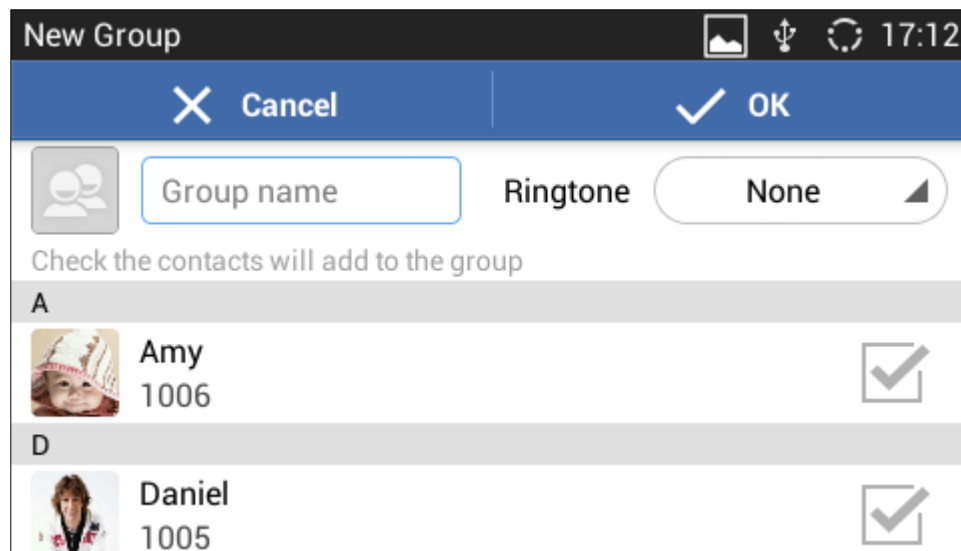 New Group 17:12
Cancel OK
Group name Ringtone None
Check the contacts will add to the group
A
Amy
1006
D
Daniel
1005